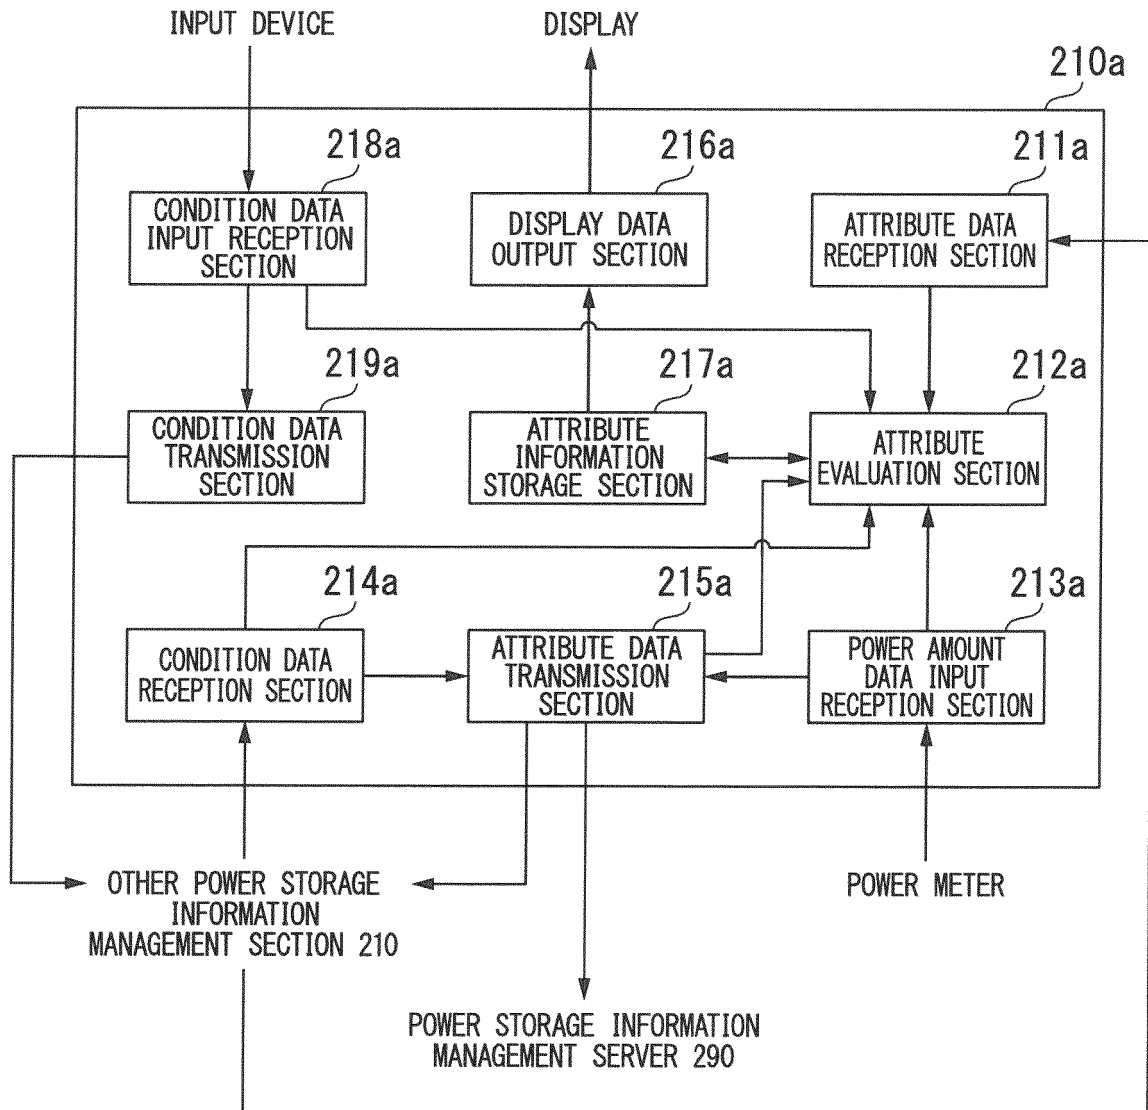 INPUT DEVICE
DISPLAY
210a
218a
216a
211a
CONDITION DATA
INPUT RECEPTION
SECTION
DISPLAY DATA
OUTPUT SECTION
ATTRIBUTE DATA
RECEPTION SECTION
219a
217a
212a
CONDITION DATA
TRANSMISSION
SECTION
ATTRIBUTE
INFORMATION
STORAGE SECTION
ATTRIBUTE
EVALUATION SECTION
214a
215a
213a
CONDITION DATA
RECEPTION SECTION
ATTRIBUTE DATA
TRANSMISSION
SECTION
POWER AMOUNT
DATA INPUT
RECEPTION SECTION
OTHER POWER STORAGE
INFORMATION
MANAGEMENT SECTION 210
POWER METER
POWER STORAGE INFORMATION
MANAGEMENT SERVER 290